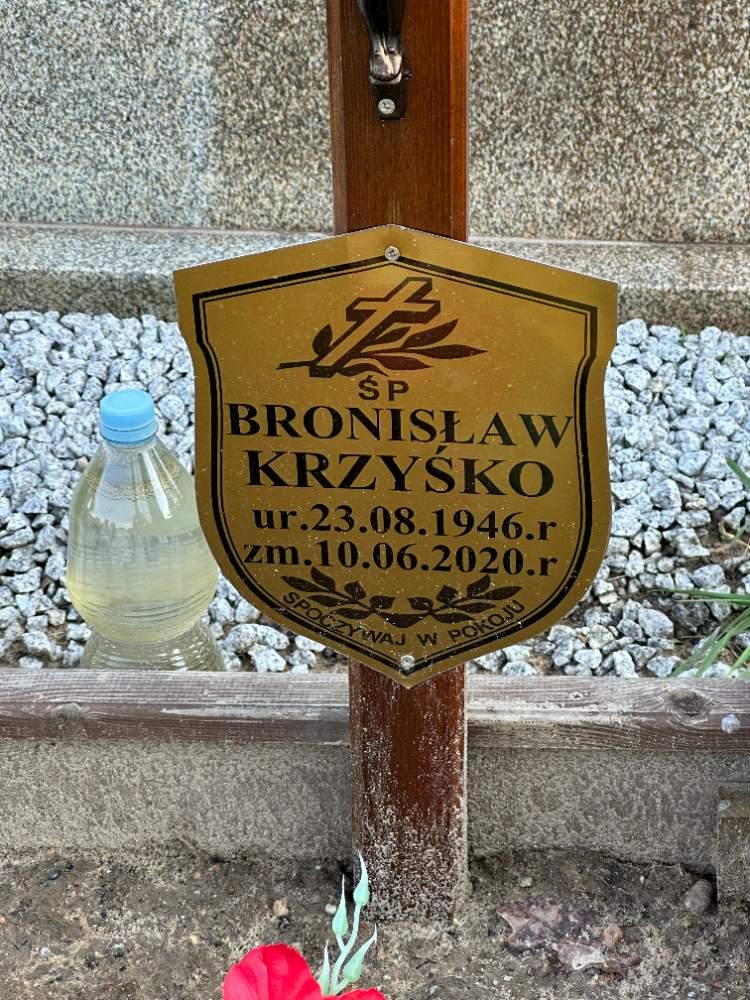 ŚP
BRONISŁAW
KRZYŚKO
ur.23.08.1946.r
zm.10.06.2020.r
SPOCZYWAJ W POKOJU